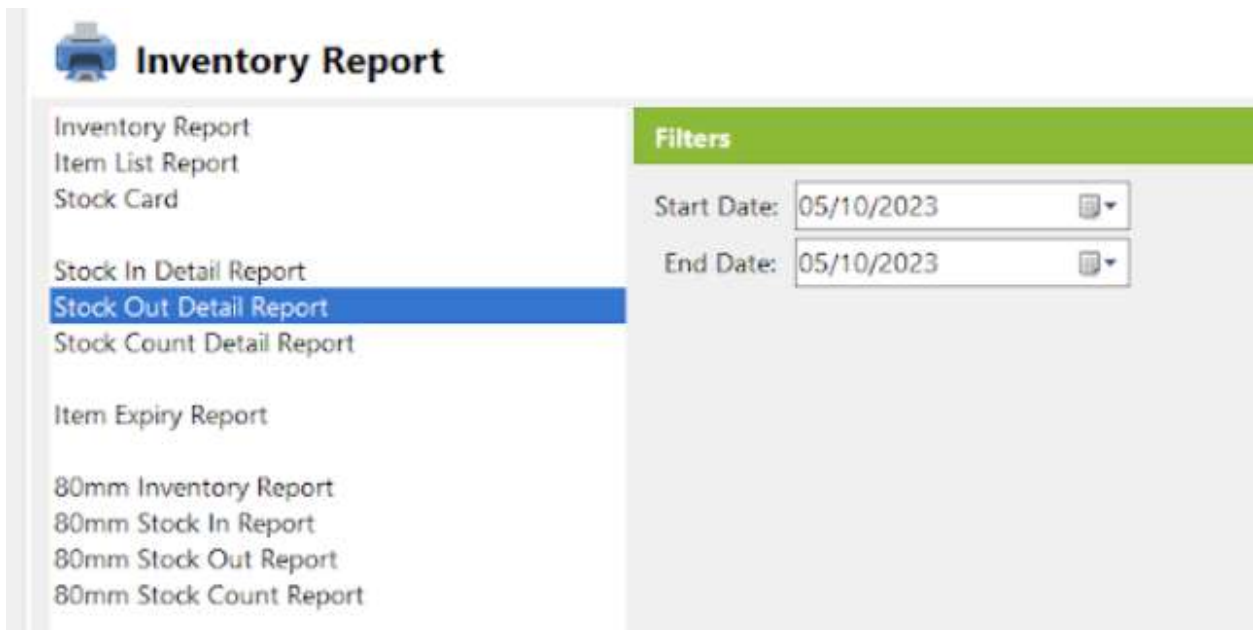 Inventory Report
Inventory Report
Item List Report
Stock Card
Stock In Detail Report
Stock Out Detail Report
Stock Count Detail Report
Item Expiry Report
80mm Inventory Report
80mm Stock In Report
80mm Stock Out Report
80mm Stock Count Report
Filters
Start Date: 05/10/2023
End Date: 05/10/2023